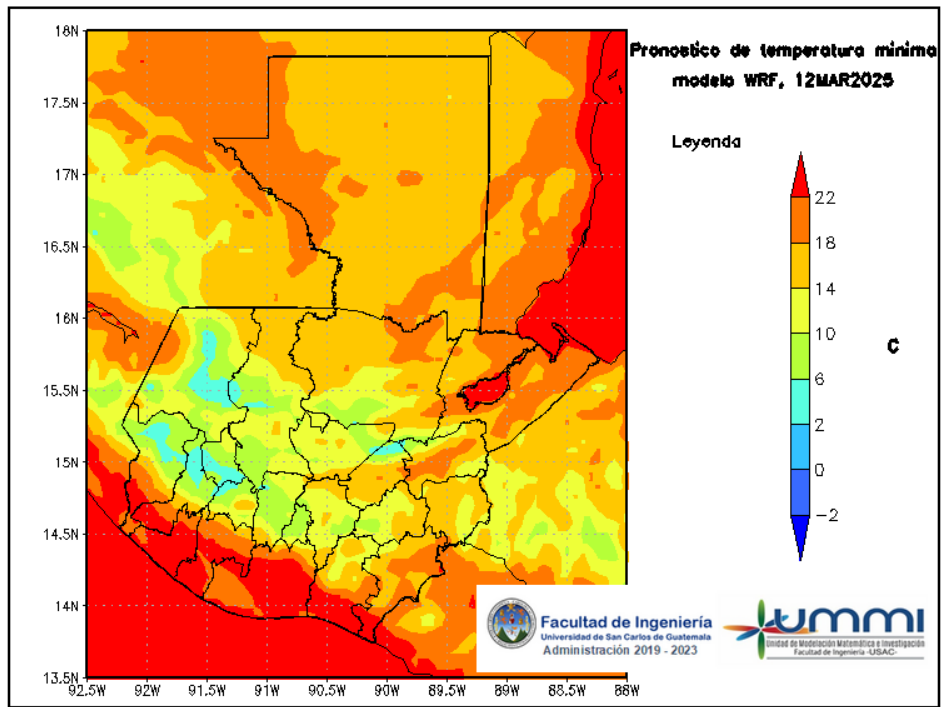 Pronostico de temperatura minima
modelo WRF, 12MAR2025
Leyenda
22
18
14
10
6
2
0
−2
C
18N
17.5N
17N
16.5N
16N
15.5N
15N
14.5N
14N
13.5N
92.5W 92W 91.5W 91W 90.5W 90W 89.5W 89W 88.5W 88W
Facultad de Ingeniería
Universidad de San Carlos de Guatemala
Administración 2019 - 2023
UMMI
Unidad de Modelación Matemática e Investigación
Facultad de Ingeniería -USAC-